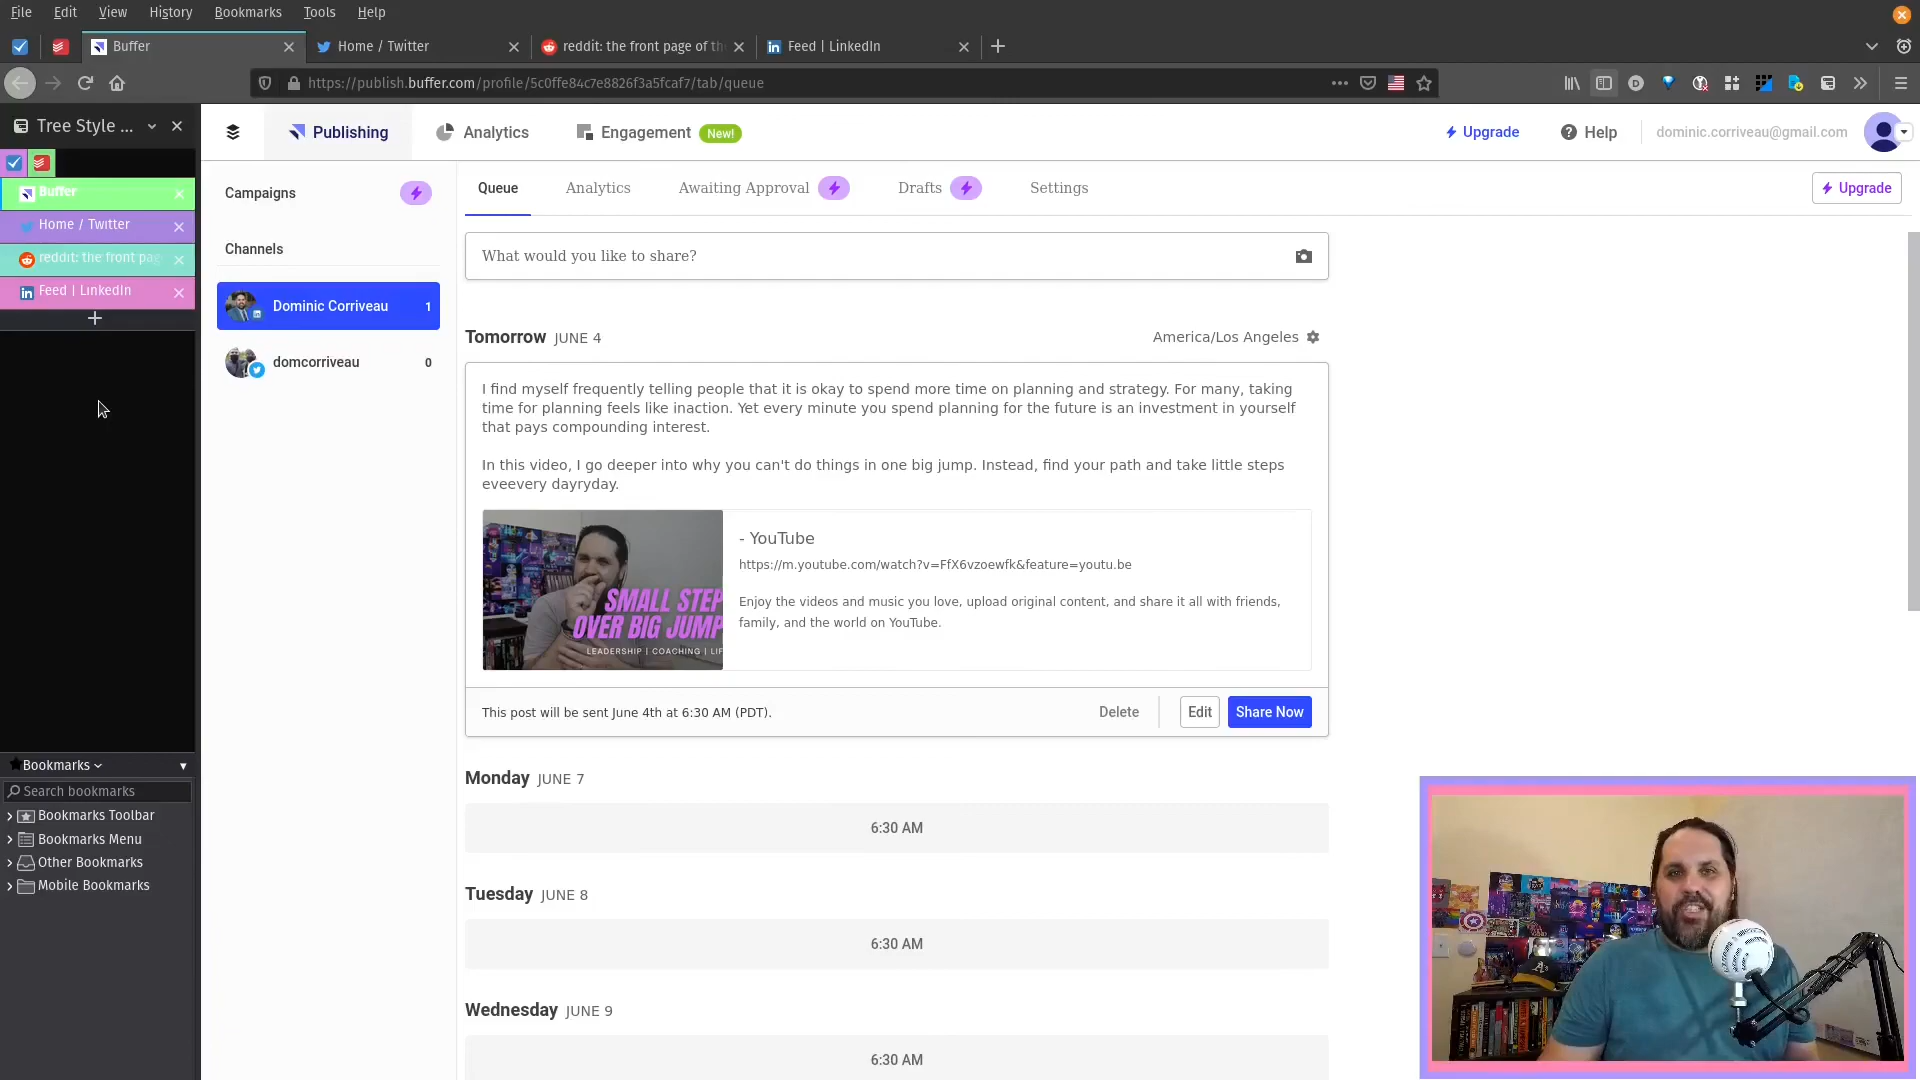 File Edit View History Bookmarks Tools Help
Buffer
Home / Twitter
reddit: the front page of th
Feed | LinkedIn
https://publish.buffer.com/profile/5c0ffe84c7e8826f3a5fcaf7/tab/queue
Tree Style ...
Buffer
Home / Twitter
reddit: the front pag
Feed | LinkedIn
Bookmarks
Search bookmarks
Bookmarks Toolbar
Bookmarks Menu
Other Bookmarks
Mobile Bookmarks
Publishing
Analytics
Engagement New!
Upgrade
Help
dominic.corriveau@gmail.com
Campaigns
Channels
Dominic Corriveau 1
domcorriveau 0
Queue
Analytics
Awaiting Approval
Drafts
Settings
Upgrade
What would you like to share?
Tomorrow JUNE 4
America/Los Angeles
I find myself frequently telling people that it is okay to spend more time on planning and strategy. For many, taking
time for planning feels like inaction. Yet every minute you spend planning for the future is an investment in yourself
that pays compounding interest.
In this video, I go deeper into why you can't do things in one big jump. Instead, find your path and take little steps
eveevery dayryday.
SMALL STEP
OVER BIG JUMP
LEADERSHIP | COACHING | LIF
- YouTube
https://m.youtube.com/watch?v=FfX6vzoewfk&feature=youtu.be
Enjoy the videos and music you love, upload original content, and share it all with friends,
family, and the world on YouTube.
This post will be sent June 4th at 6:30 AM (PDT).
Delete
Edit
Share Now
Monday JUNE 7
6:30 AM
Tuesday JUNE 8
6:30 AM
Wednesday JUNE 9
6:30 AM